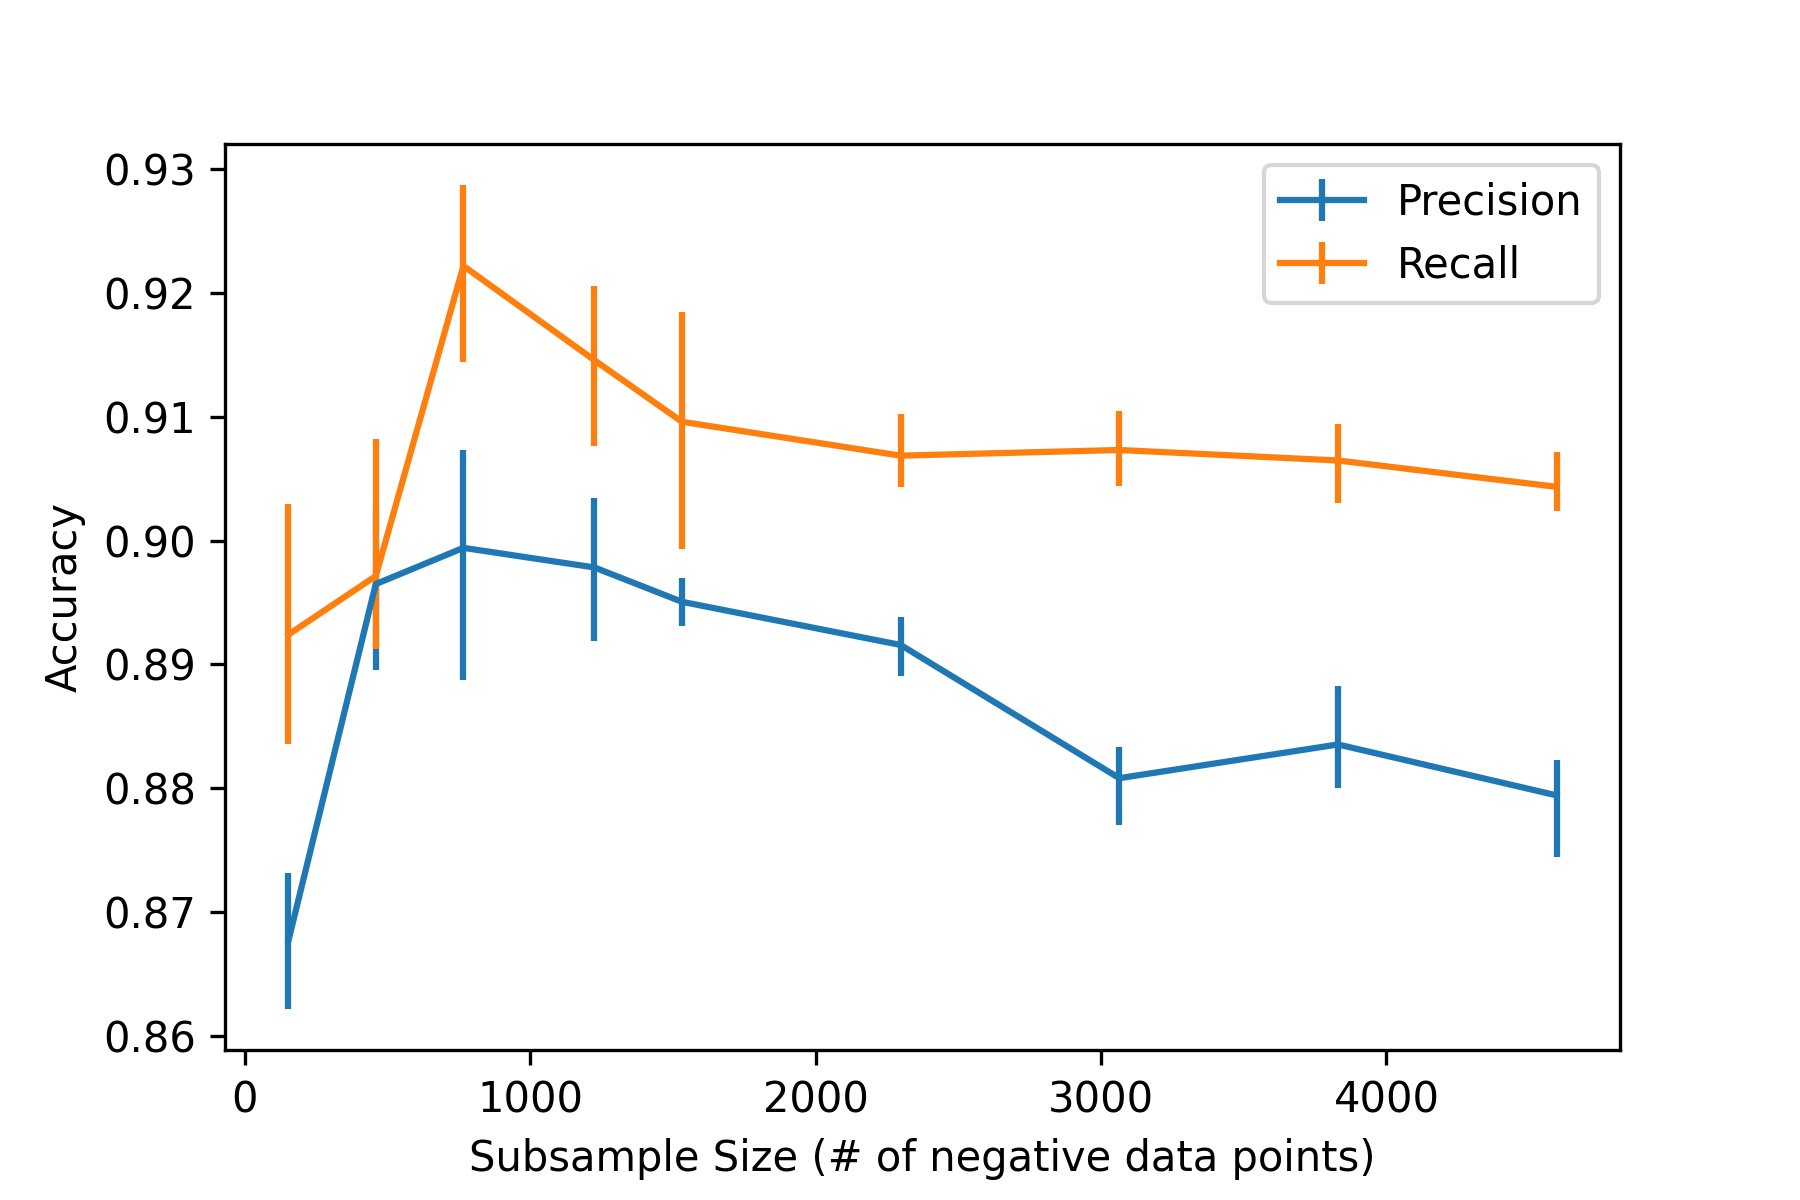 0.93
0.92
0.91
0.90
0.89
0.88
0.87
0.86
Accuracy
Precision
Recall
0 1000 2000 3000 4000
Subsample Size (# of negative data points)